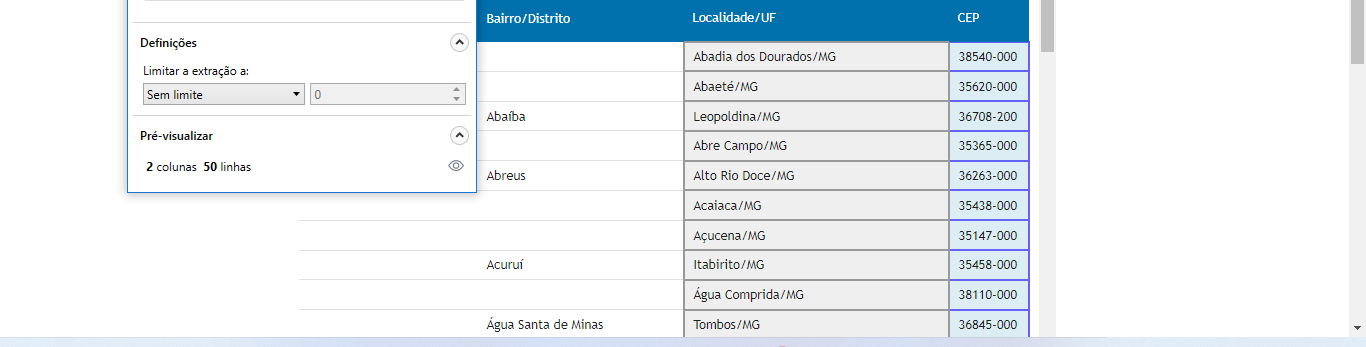 Bairro/Distrito Localidade/UF CEP
Definições
Limitar a extração a:
Sem limite 0
Pré-visualizar
2 colunas 50 linhas
Abadia dos Dourados/MG 38540-000
Abaeté/MG 35620-000
Abaíba Leopoldina/MG 36708-200
Abre Campo/MG 35365-000
Abreus Alto Rio Doce/MG 36263-000
Acaiaca/MG 35438-000
Açucena/MG 35147-000
Acuruí Itabirito/MG 35458-000
Água Comprida/MG 38110-000
Água Santa de Minas Tombos/MG 36845-000